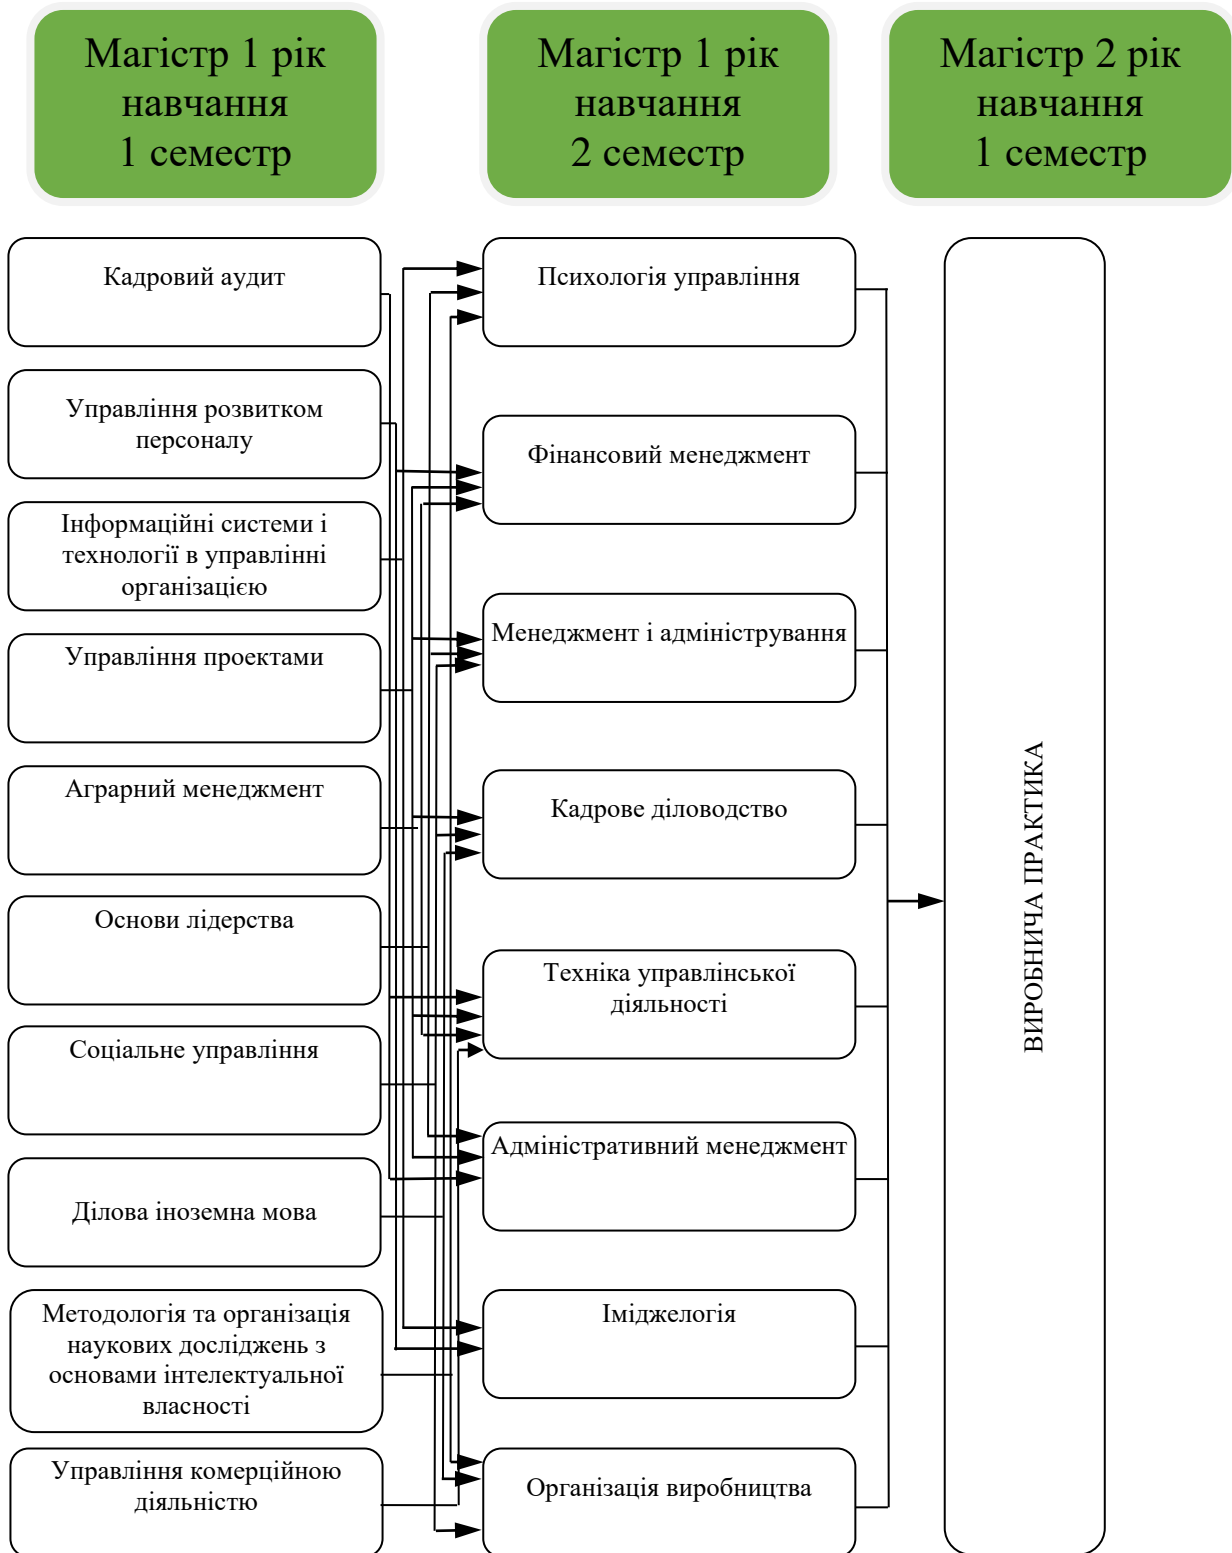 Магістр 1 рік
навчання
1 семестр
Магістр 1 рік
навчання
2 семестр
Магістр 2 рік
навчання
1 семестр
Кадровий аудит
Управління розвитком
персоналу
Інформаційні системи і
технології в управлінні
організацією
Управління проектами
Аграрний менеджмент
Основи лідерства
Соціальне управління
Ділова іноземна мова
Методологія та організація
наукових досліджень з
основами інтелектуальної
власності
Управління комерційною
діяльністю
Психологія управління
Фінансовий менеджмент
Менеджмент і адміністрування
Кадрове діловодство
Техніка управлінської
діяльності
Адміністративний менеджмент
Іміджелогія
Організація виробництва
ВИРОБНИЧА ПРАКТИКА